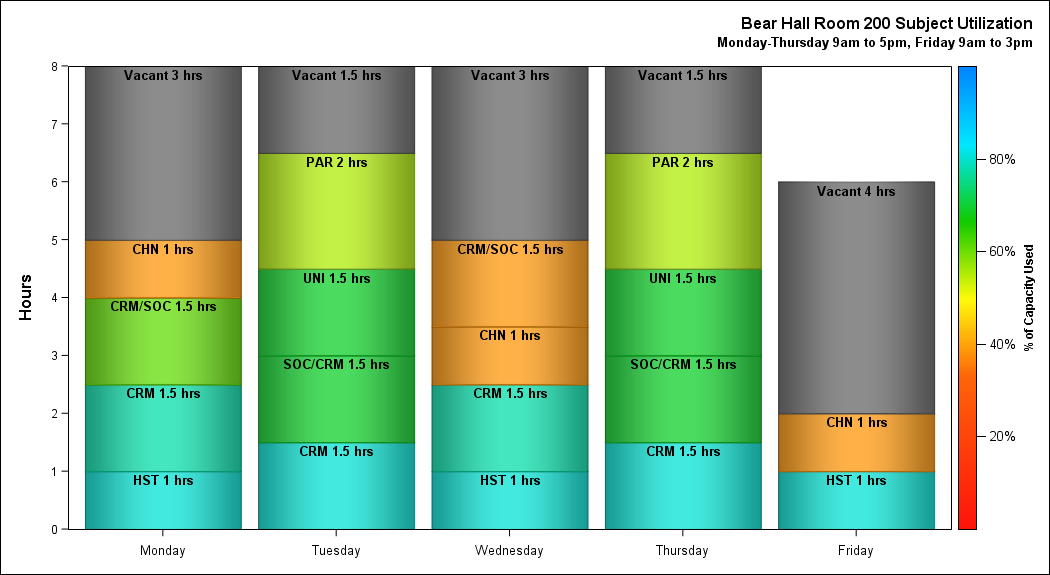 Bear Hall Room 200 Subject Utilization
Monday-Thursday 9am to 5pm, Friday 9am to 3pm
Hours
8
7
6
5
4
3
2
1
0
Vacant 3 hrs
CHN 1 hrs
CRM/SOC 1.5 hrs
CRM 1.5 hrs
HST 1 hrs
Monday
Vacant 1.5 hrs
PAR 2 hrs
UNI 1.5 hrs
SOC/CRM 1.5 hrs
CRM 1.5 hrs
Tuesday
Vacant 3 hrs
CRM/SOC 1.5 hrs
CHN 1 hrs
CRM 1.5 hrs
HST 1 hrs
Wednesday
Vacant 1.5 hrs
PAR 2 hrs
UNI 1.5 hrs
SOC/CRM 1.5 hrs
CRM 1.5 hrs
Thursday
Vacant 4 hrs
CHN 1 hrs
HST 1 hrs
Friday
80%
60%
40%
20%
% of Capacity Used